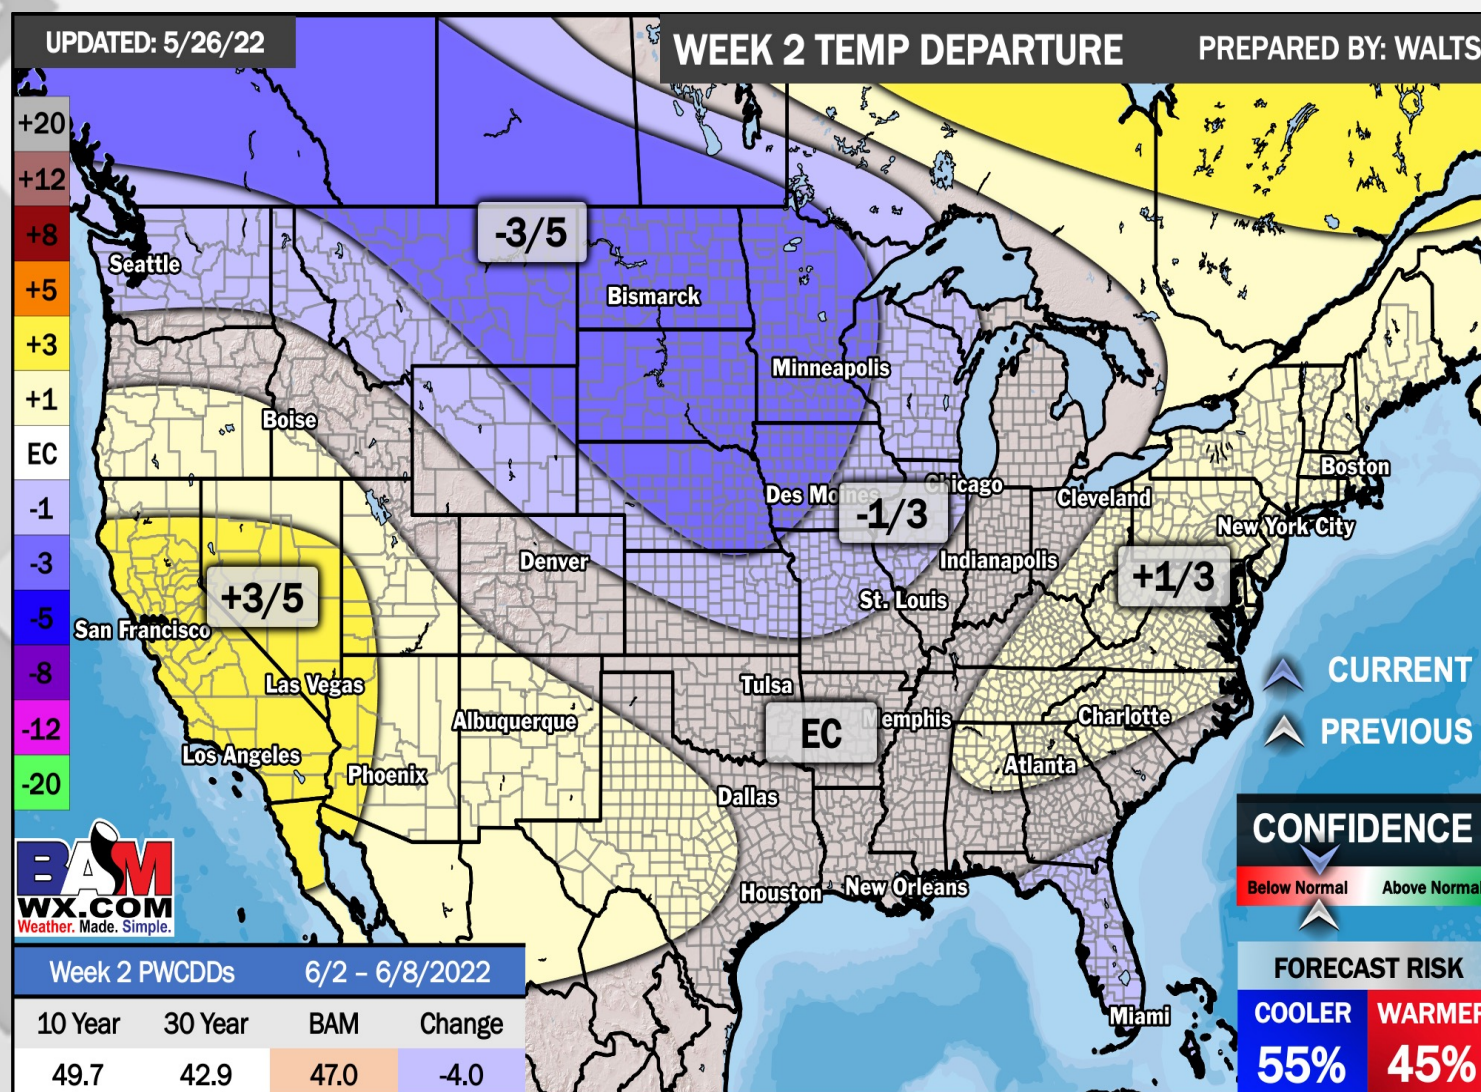 UPDATED: 5/26/22
WEEK 2 TEMP DEPARTURE
PREPARED BY: WALTS
+20
+12
+8
+5
+3
+1
EC
-1
-3
-5
-8
-12
-20
-3/5
Seattle
Bismarck
Minneapolis
Boise
Boston
Des Moines
Chicago
Cleveland
-1/3
New York City
Denver
Indianapolis
+1/3
+3/5
St. Louis
San Francisco
Las Vegas
Tulsa
CURRENT
Albuquerque
Memphis
Charlotte
EC
PREVIOUS
Los Angeles
Phoenix
Atlanta
Dallas
CONFIDENCE
Below Normal
Above Normal
Houston
New Orleans
BAM
WX.COM
Weather. Made. Simple.
Miami
Week 2 PWCDDs
6/2 – 6/8/2022
10 Year
30 Year
BAM
Change
49.7
42.9
47.0
-4.0
FORECAST RISK
COOLER
WARMER
55%
45%